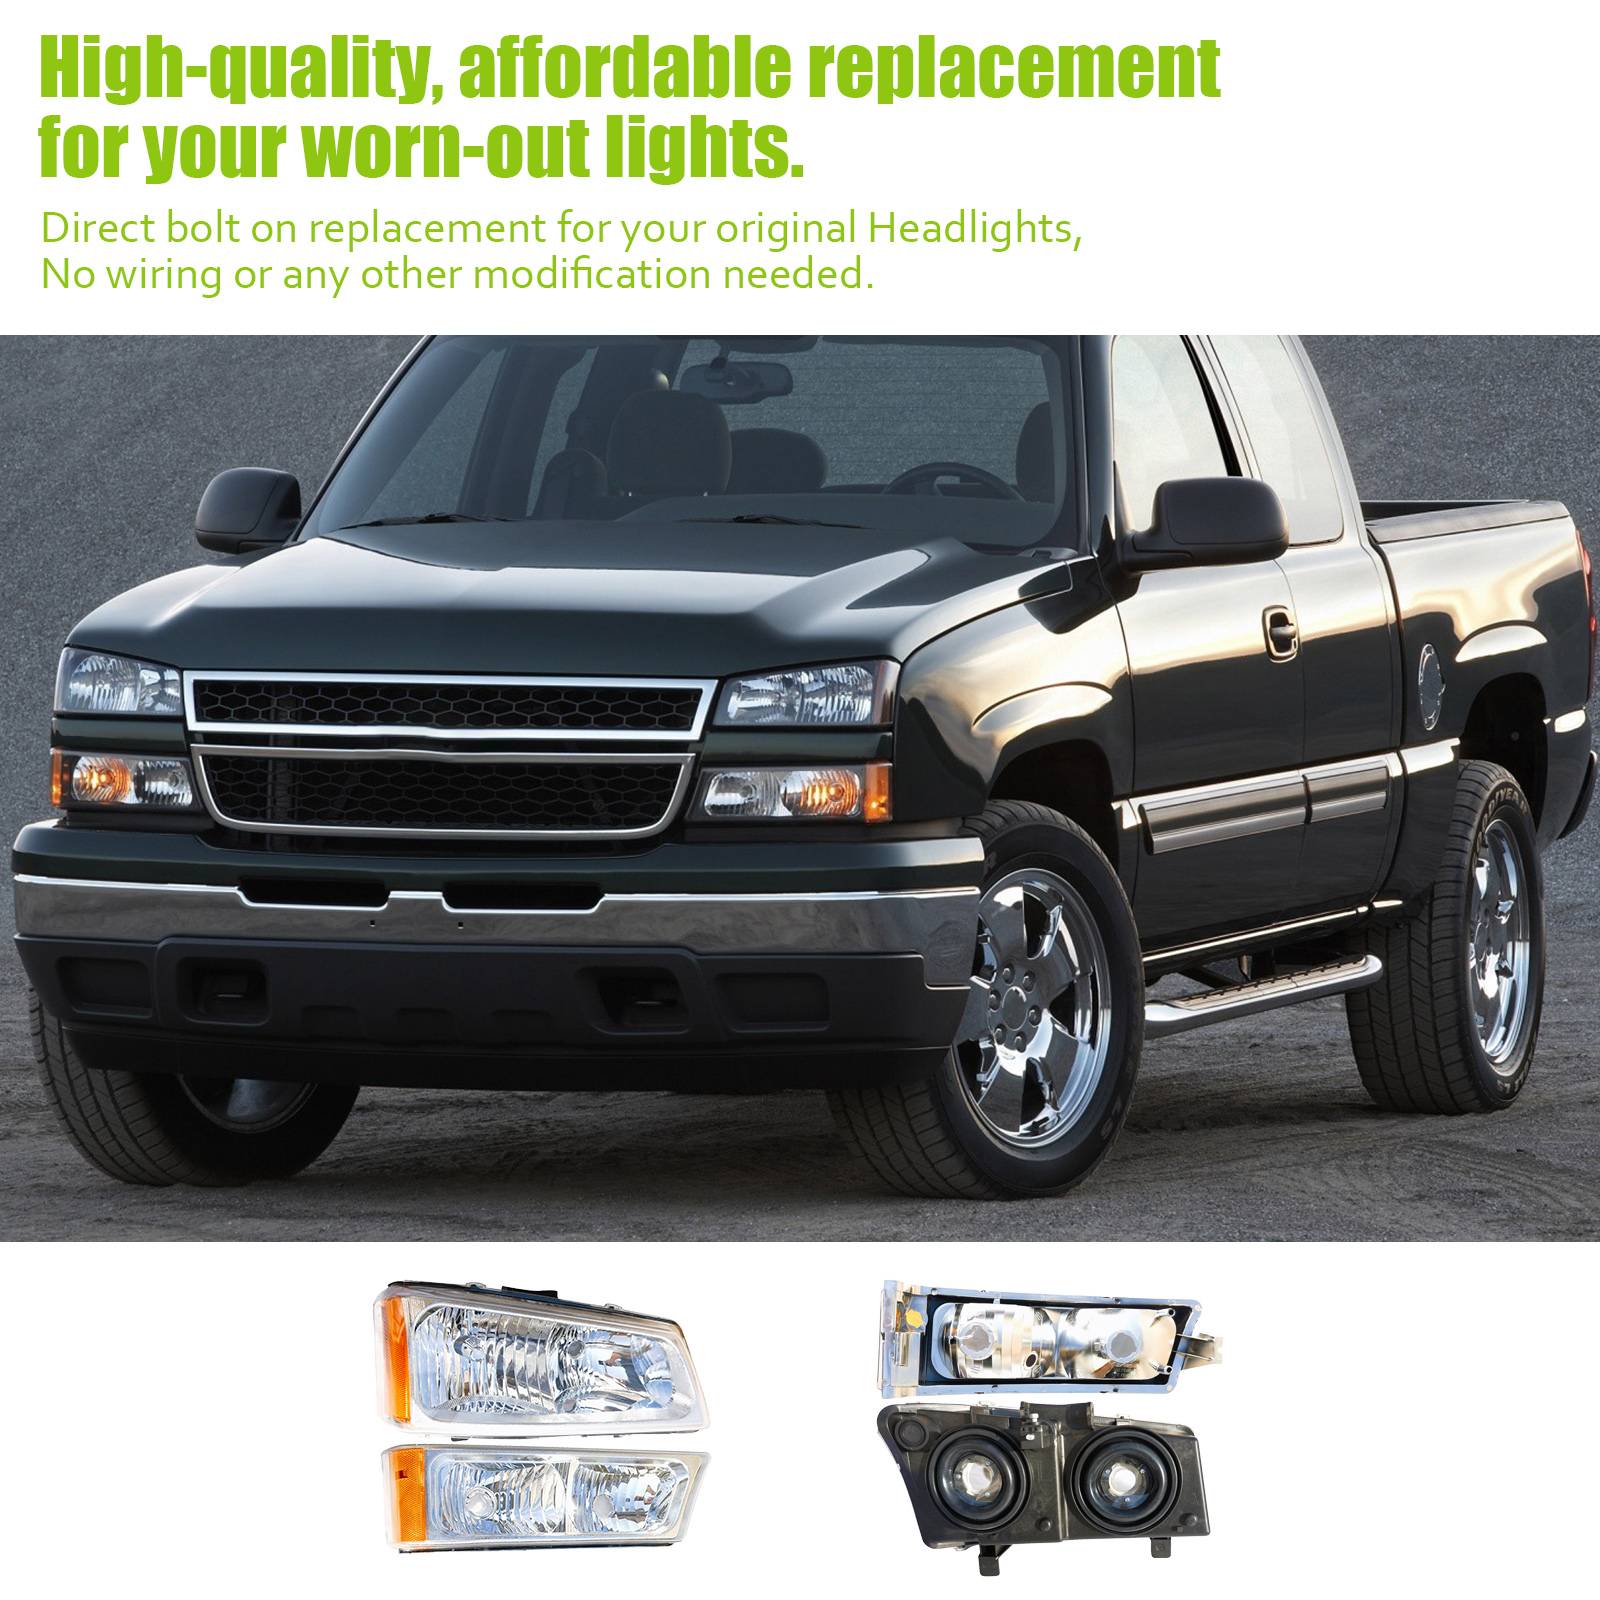 High-quality, affordable replacement
for your worn-out lights.
Direct bolt on replacement for your original Headlights,
No wiring or any other modification needed.